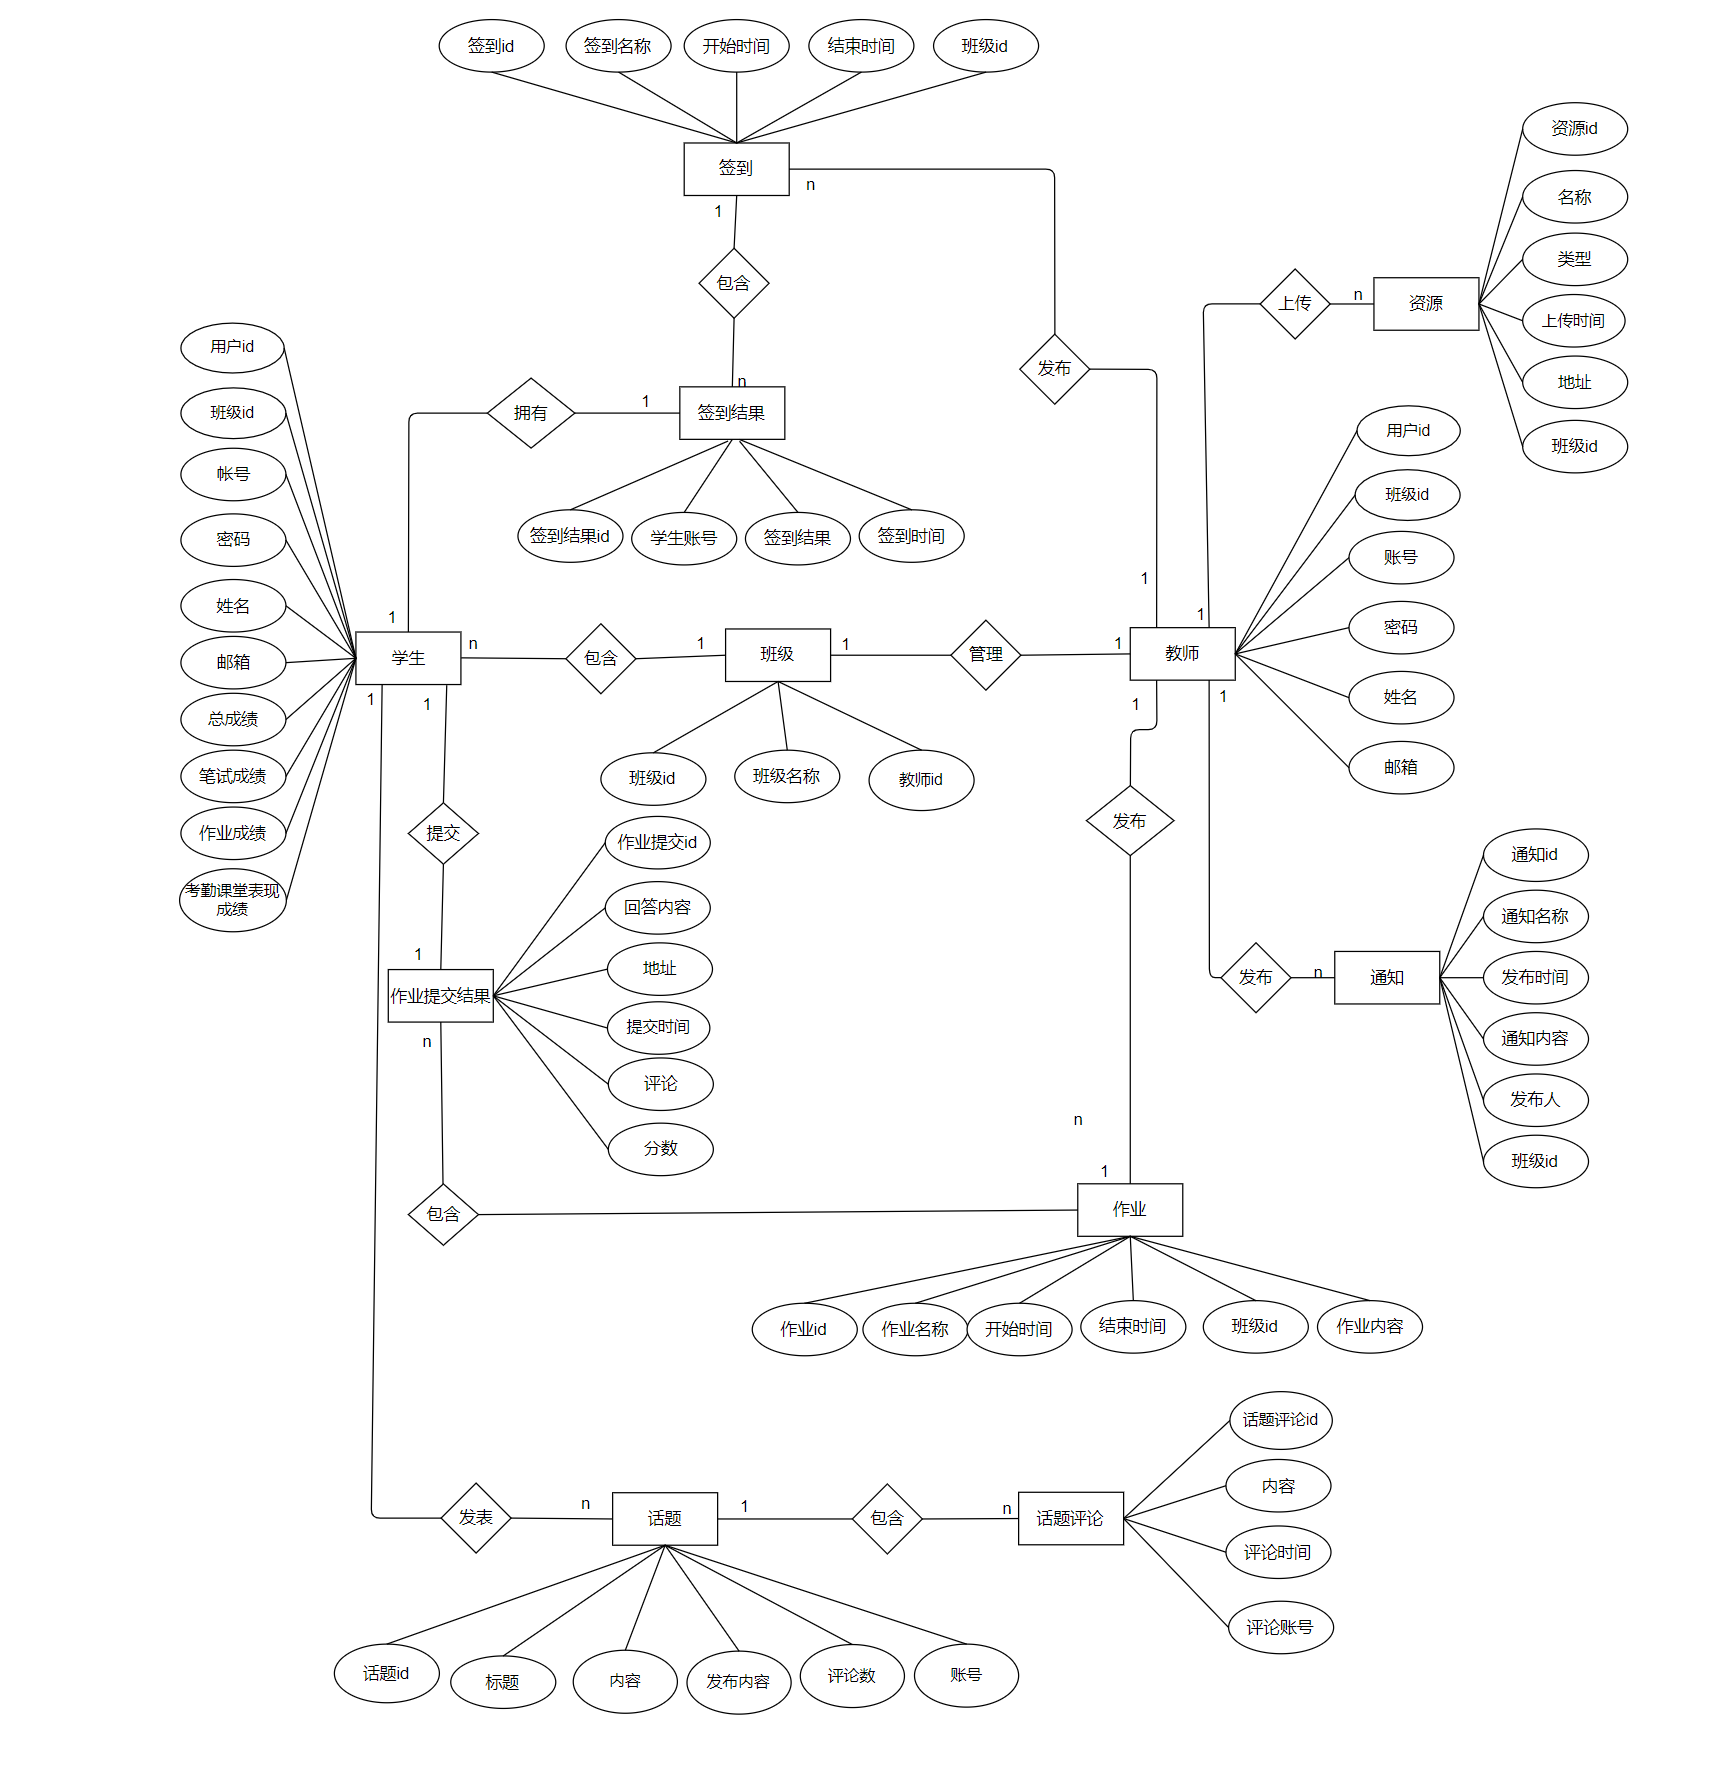 签到id
签到名称
开始时间
结束时间
班级id
签到
n
1
包含
n
签到结果
签到结果id
学生账号
签到结果
签到时间
拥有
1
1
发布
1
资源id
名称
类型
上传时间
地址
班级id
上传
n
资源
1
用户id
班级id
帐号
密码
姓名
邮箱
总成绩
笔试成绩
作业成绩
考勤课堂表现
成绩
学生
n
包含
1
班级
1
管理
1
教师
班级id
班级名称
教师id
用户id
班级id
账号
密码
姓名
邮箱
1
1
提交
1
作业提交结果
n
作业提交id
回答内容
地址
提交时间
评论
分数
包含
1
发布
n
1
作业
作业id
作业名称
开始时间
结束时间
班级id
作业内容
1
发布
n
通知
通知id
通知名称
发布时间
通知内容
发布人
班级id
发表
n
话题
1
包含
n
话题评论
话题评论id
内容
评论时间
评论账号
话题id
标题
内容
发布内容
评论数
账号